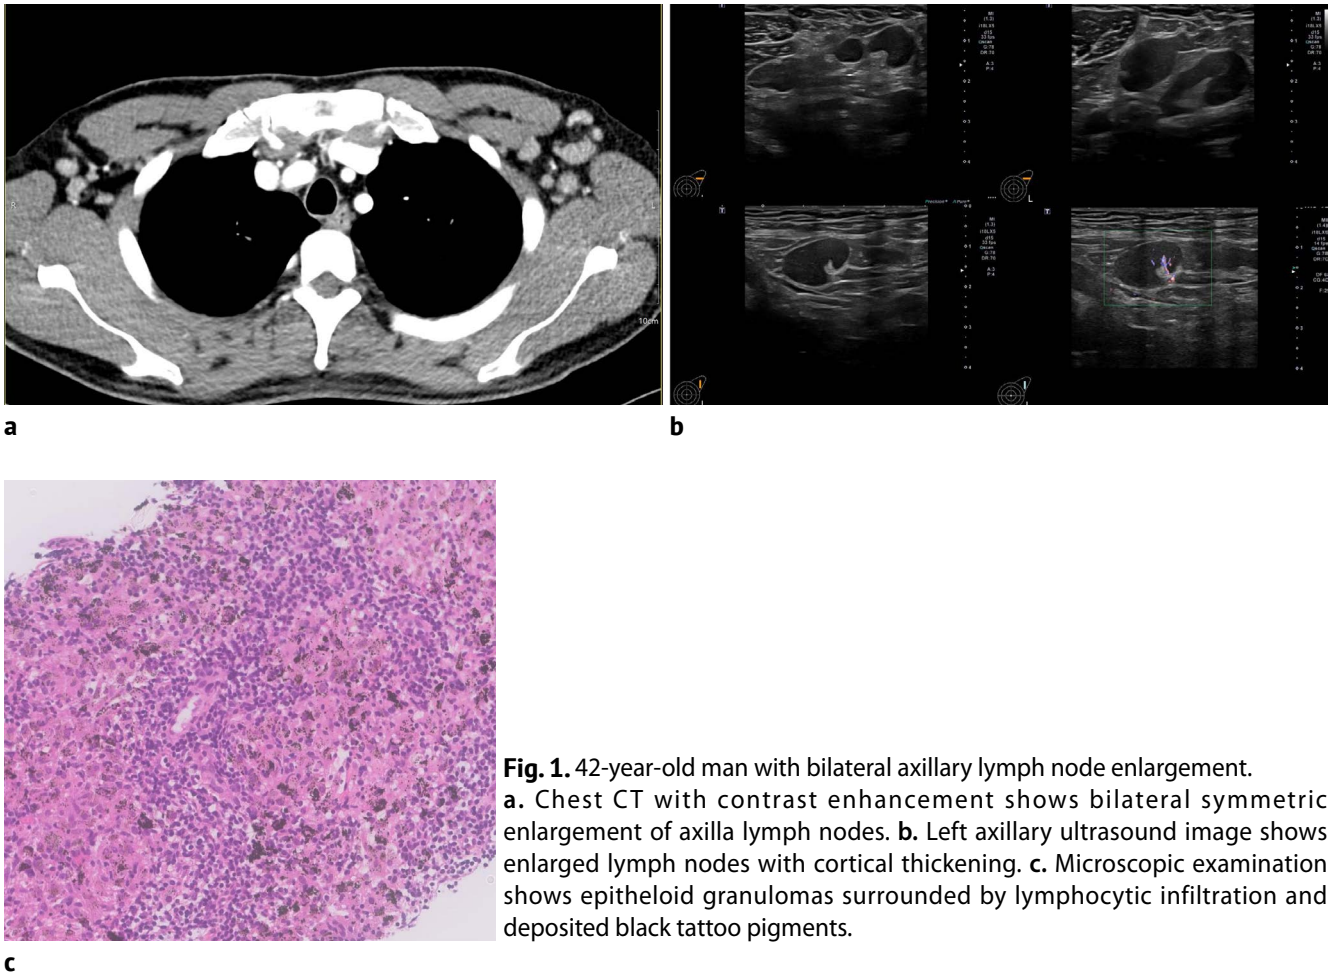 R
L
10cm
a
L
b
Fig. 1. 42-year-old man with bilateral axillary lymph node enlargement.
a. Chest CT with contrast enhancement shows bilateral symmetric
enlargement of axilla lymph nodes. b. Left axillary ultrasound image shows
enlarged lymph nodes with cortical thickening. c. Microscopic examination
shows epitheloid granulomas surrounded by lymphocytic infiltration and
deposited black tattoo pigments.
c